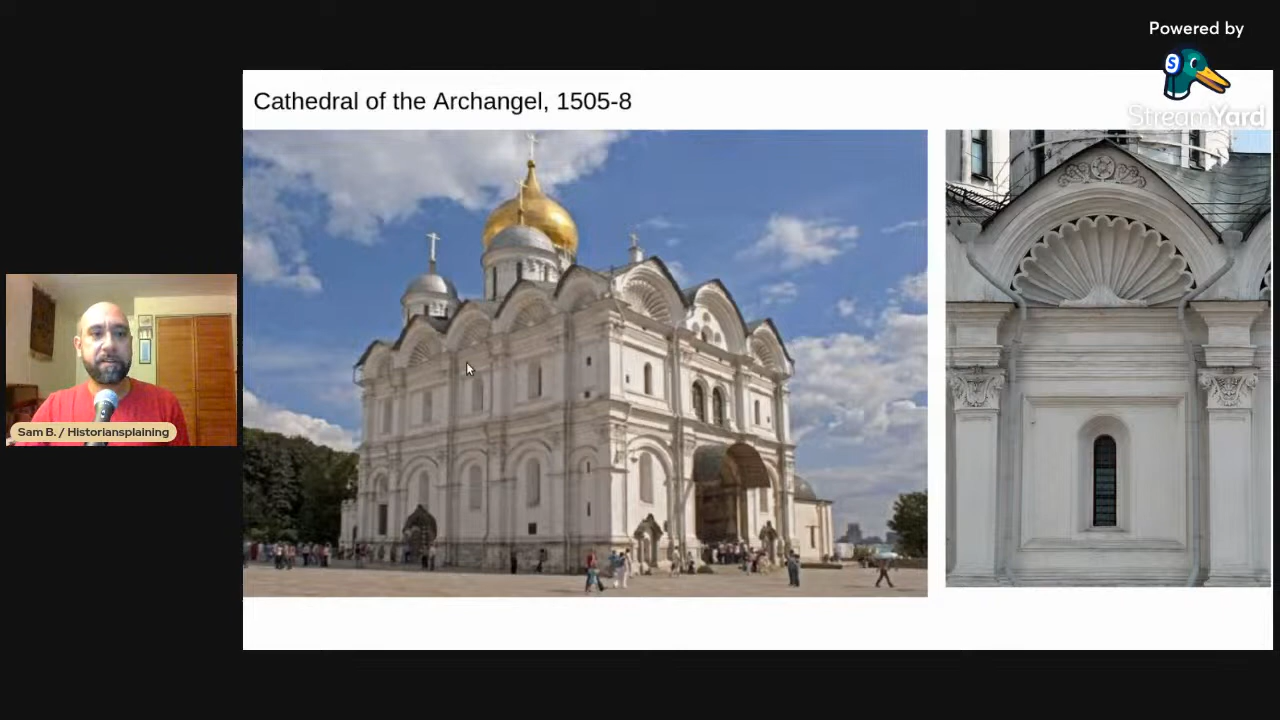 Powered by
S
StreamYard
Cathedral of the Archangel, 1505-8
Sam B. / Historiansplaining